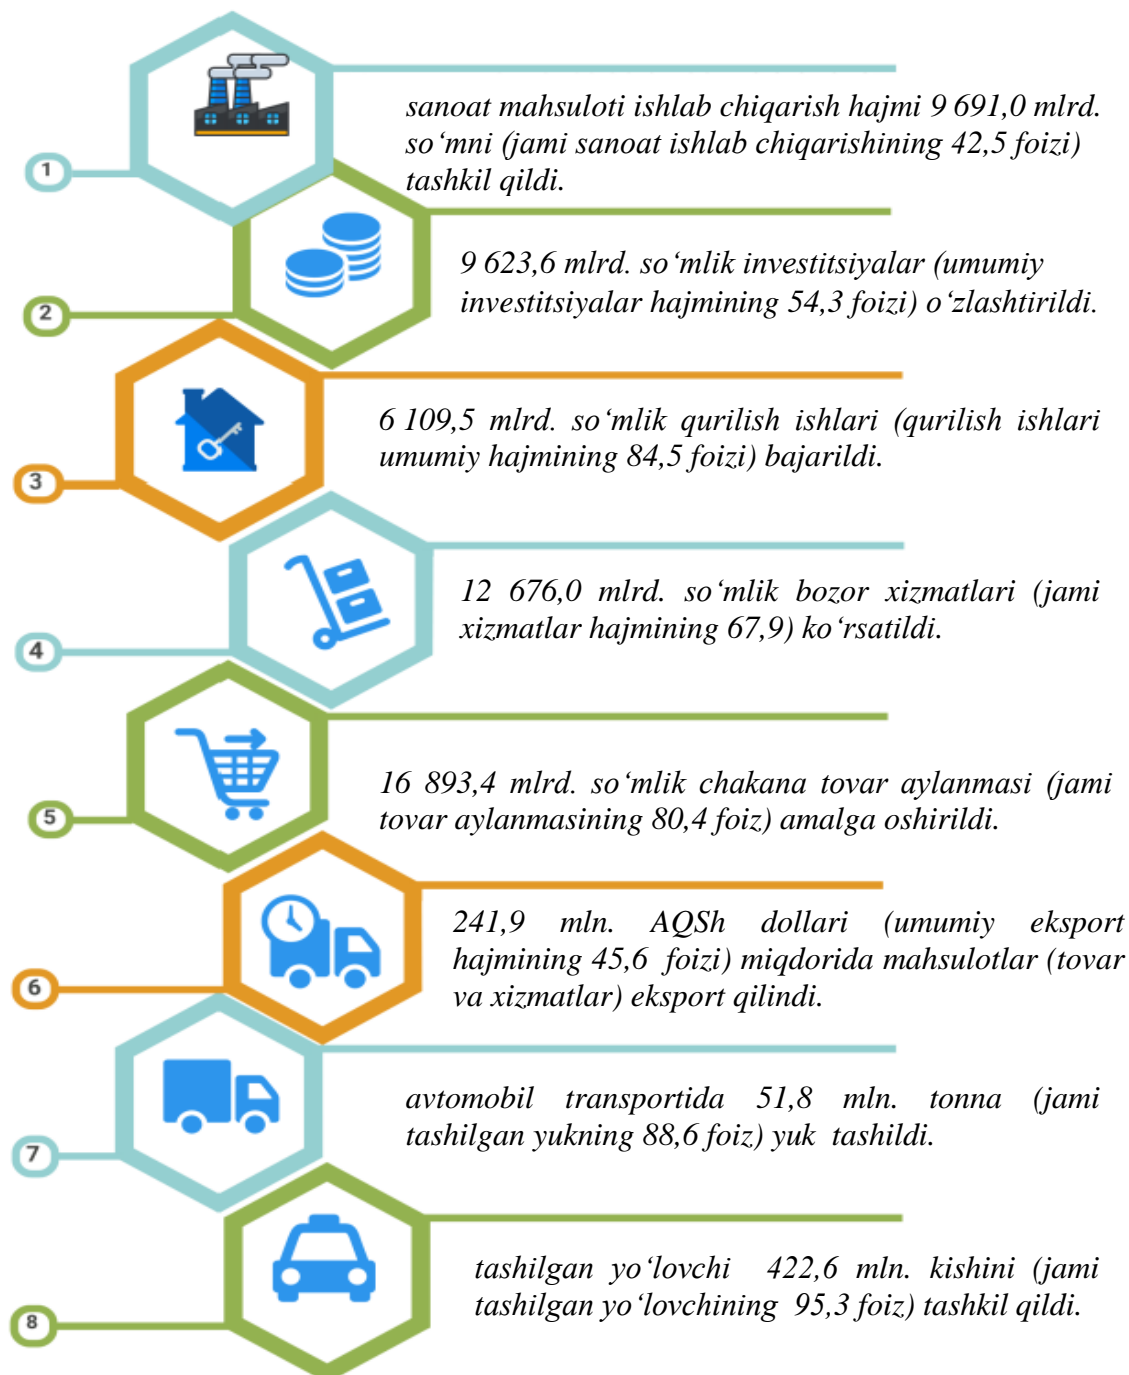 1
sanoat mahsuloti ishlab chiqarish hajmi 9 691,0 mlrd.
so‘mni (jami sanoat ishlab chiqarishining 42,5 foizi)
tashkil qildi.
2
9 623,6 mlrd. so‘mlik investitsiyalar (umumiy
investitsiyalar hajmining 54,3 foizi) o‘zlashtirildi.
3
6 109,5 mlrd. so‘mlik qurilish ishlari (qurilish ishlari
umumiy hajmining 84,5 foizi) bajarildi.
4
12 676,0 mlrd. so‘mlik bozor xizmatlari (jami
xizmatlar hajmining 67,9) ko‘rsatildi.
5
16 893,4 mlrd. so‘mlik chakana tovar aylanmasi (jami
tovar aylanmasining 80,4 foiz) amalga oshirildi.
6
241,9 mln. AQSh dollari (umumiy eksport
hajmining 45,6 foizi) miqdorida mahsulotlar (tovar
va xizmatlar) eksport qilindi.
7
avtomobil transportida 51,8 mln. tonna (jami
tashilgan yukning 88,6 foiz) yuk tashildi.
8
tashilgan yo‘lovchi 422,6 mln. kishini (jami
tashilgan yo‘lovchining 95,3 foiz) tashkil qildi.